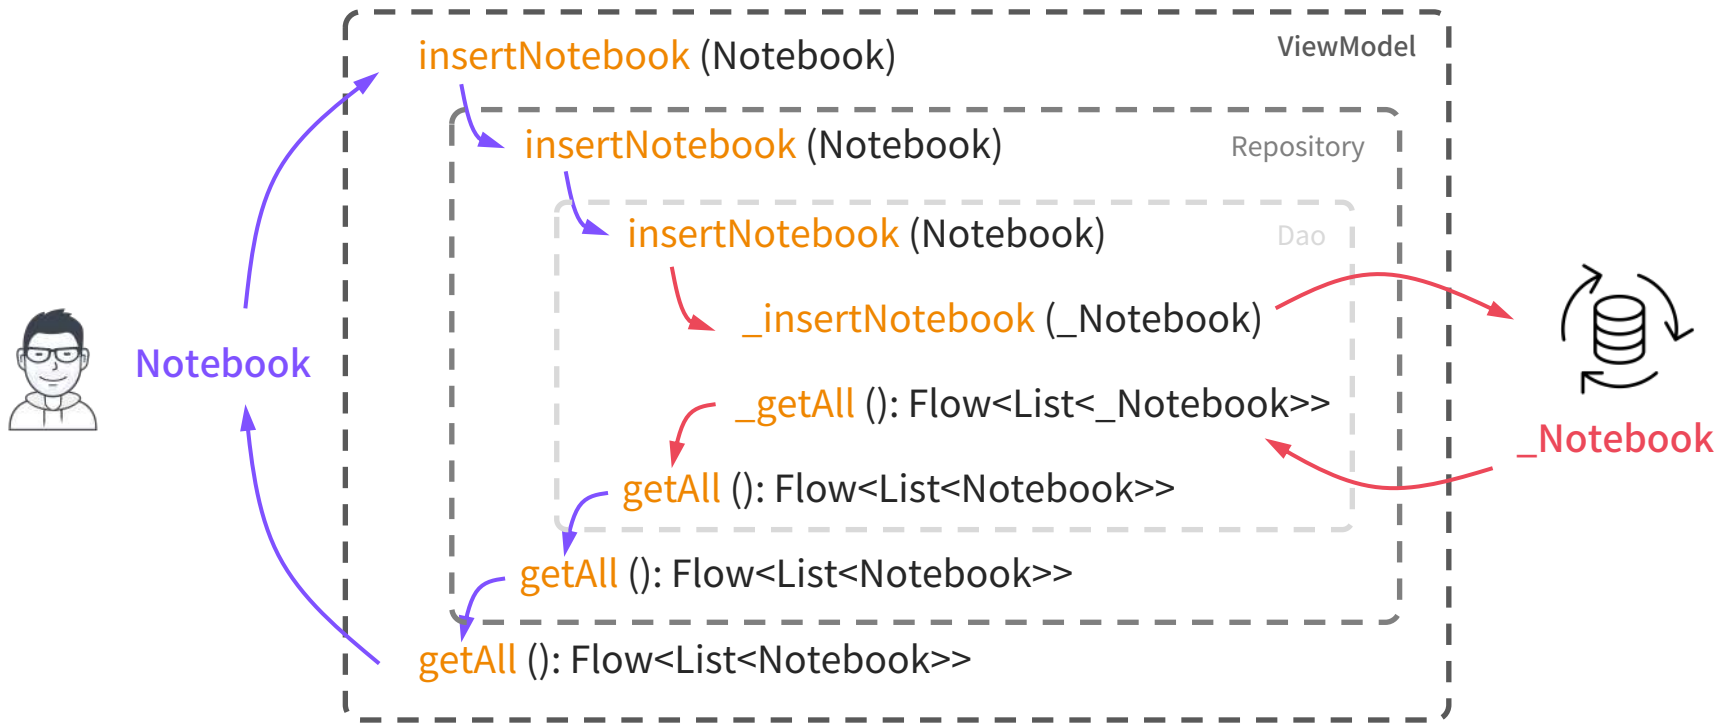 insertNotebook (Notebook)
ViewModel
insertNotebook (Notebook)
Repository
insertNotebook (Notebook)
Dao
_insertNotebook (_Notebook)
Notebook
_getAll (): Flow<List<_Notebook>>
_Notebook
getAll (): Flow<List<Notebook>>
getAll (): Flow<List<Notebook>>
getAll (): Flow<List<Notebook>>